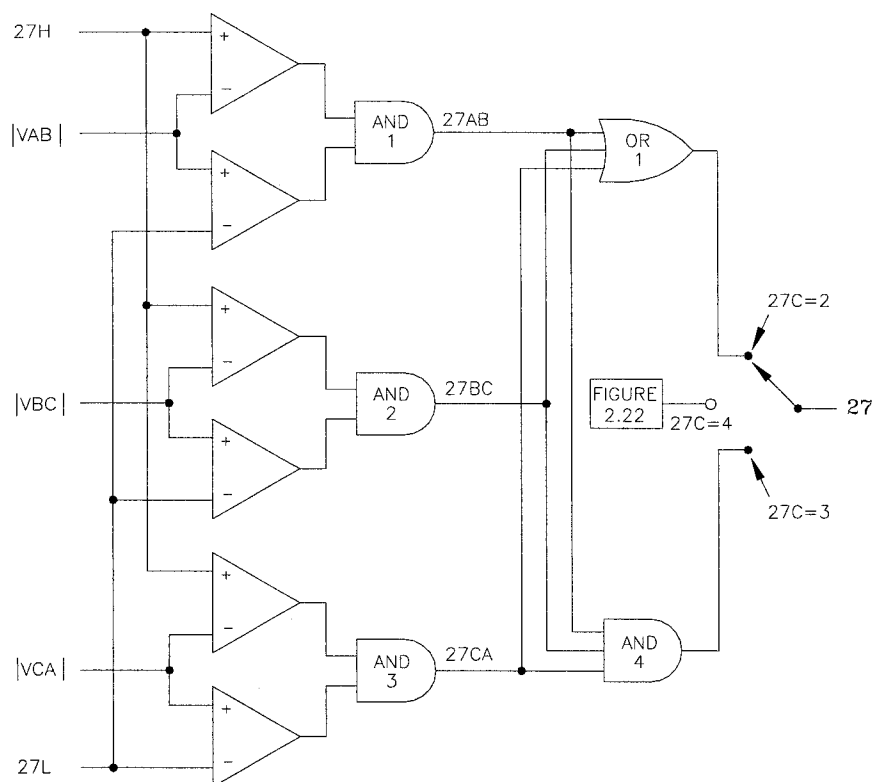 27H
+
−
|VAB|
+
−
AND
1
27AB
OR
1
+
−
|VBC|
+
−
AND
2
27BC
27C=2
FIGURE
2.22
27C=4
27
27C=3
+
−
|VCA|
+
−
AND
3
27CA
AND
4
27L